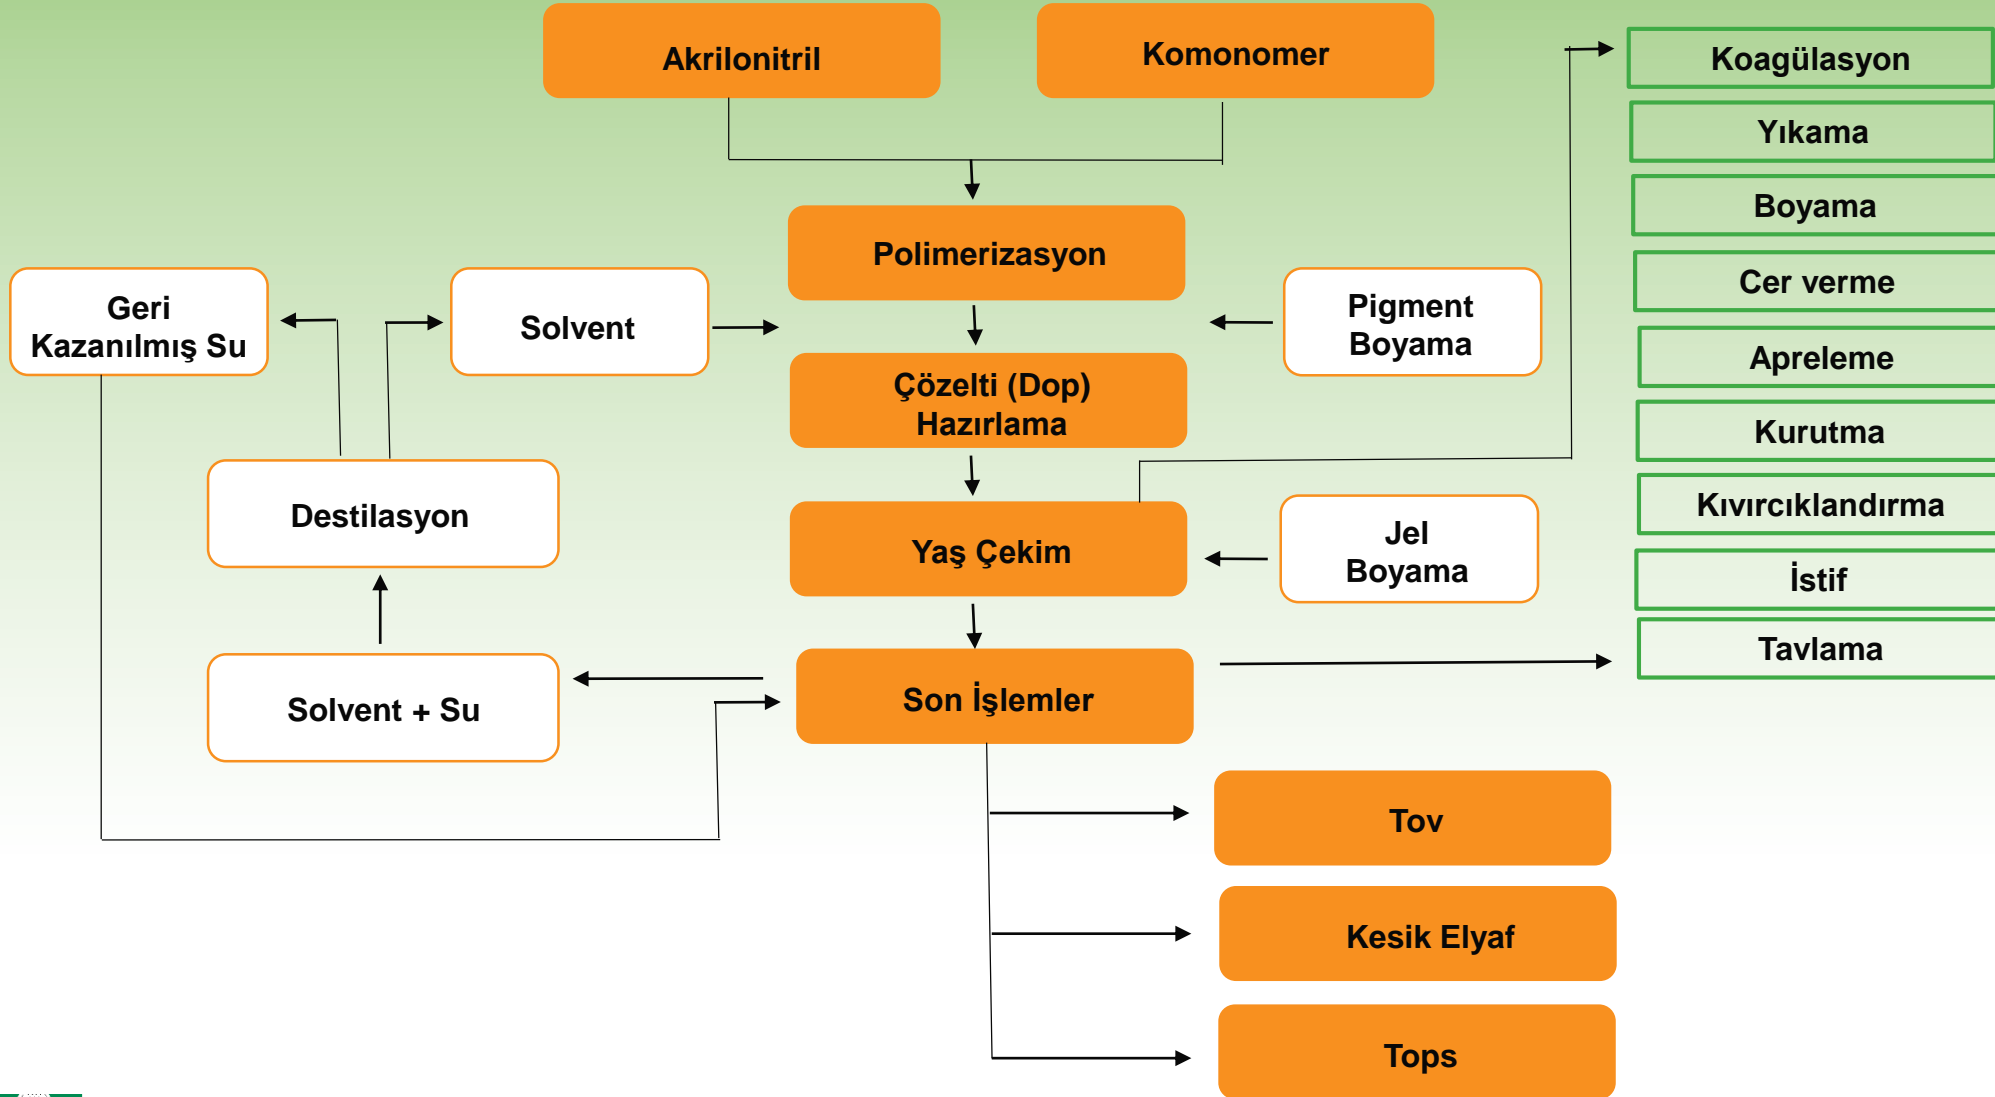 Akrilonitril
Komonomer
Polimerizasyon
Geri
Kazanılmış Su
Solvent
Pigment
Boyama
Çözelti (Dop)
Hazırlama
Destilasyon
Yaş Çekim
Jel
Boyama
Solvent + Su
Son İşlemler
Tov
Kesik Elyaf
Tops
Koagülasyon
Yıkama
Boyama
Cer verme
Apreleme
Kurutma
Kıvırcıklandırma
İstif
Tavlama